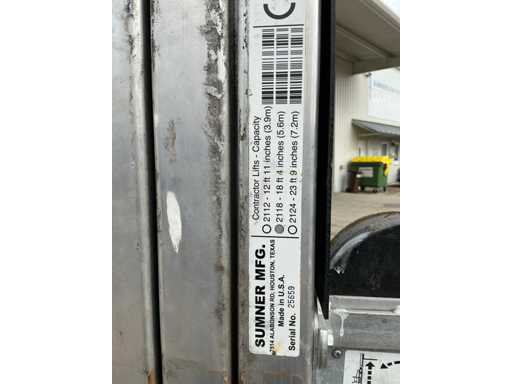 Contractor Lifts - Capacity
2112 - 12 ft 11 inches (3.9m)
2118 - 18 ft 4 inches (5.6m)
2124 - 23 ft 9 inches (7.2m)
SUMNER MFG.
7514 ALABONSON RD, HOUSTON, TEXAS
Made in U.S.A.
Serial No. 25659
C